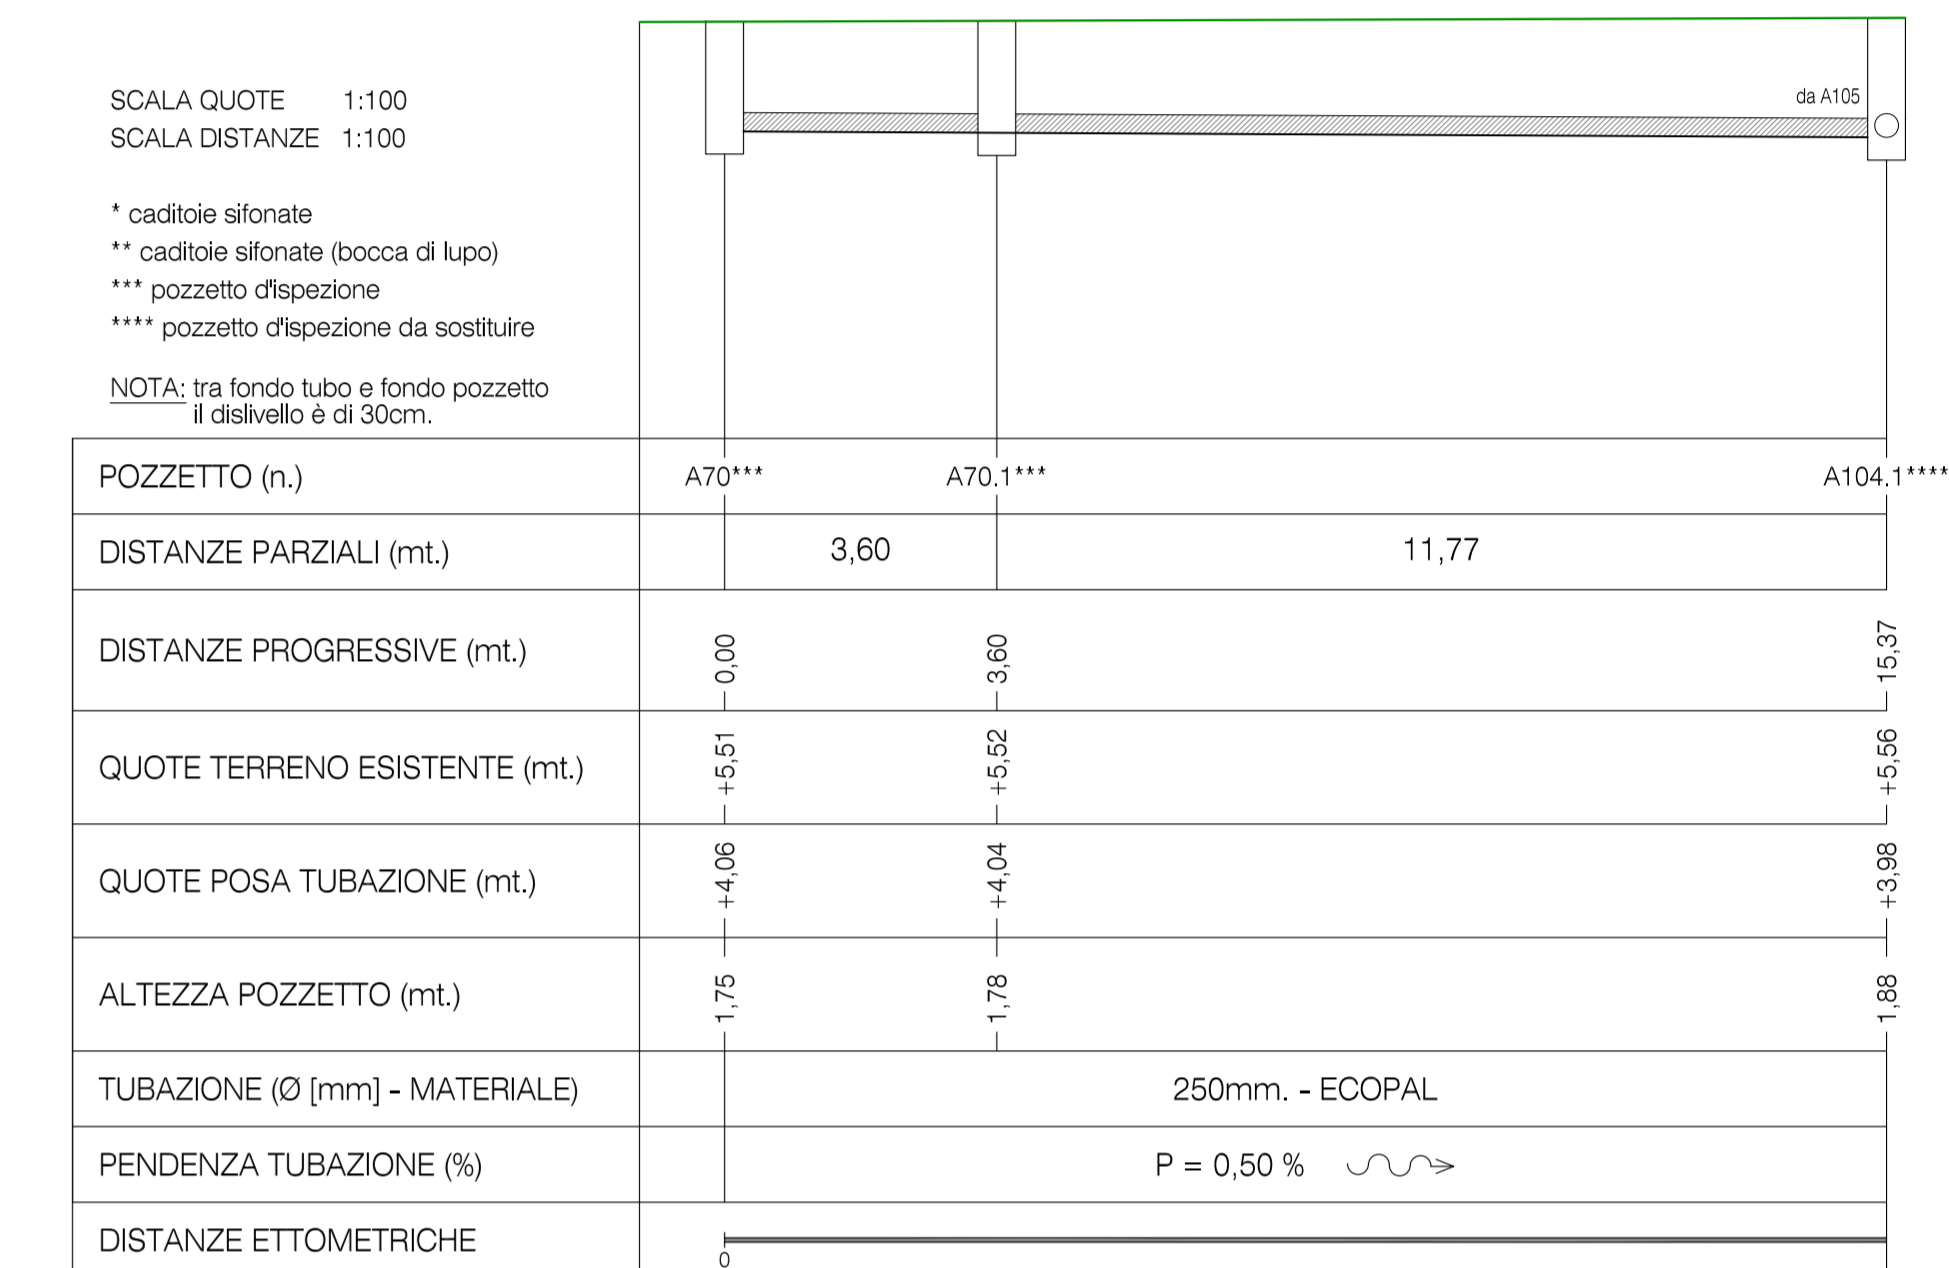 SCALA QUOTE 1:100
SCALA DISTANZE 1:100
da A105
* caditoie sifonate
** caditoie sifonate (bocca di lupo)
*** pozzetto d'ispezione
**** pozzetto d'ispezione da sostituire
NOTA: tra fondo tubo e fondo pozzetto
il dislivello è di 30cm.
POZZETTO (n.) A70*** A70.1*** A104.1****
DISTANZE PARZIALI (mt.) 3,60 11,77
DISTANZE PROGRESSIVE (mt.) 0,00 3,60 15,37
QUOTE TERRENO ESISTENTE (mt.) +5,51 +5,52 +5,56
QUOTE POSA TUBAZIONE (mt.) +4,06 +4,04 +3,98
ALTEZZA POZZETTO (mt.) 1,75 1,78 1,88
TUBAZIONE (Ø [mm] - MATERIALE) 250mm. - ECOPAL
PENDENZA TUBAZIONE (%) P = 0,50 %
DISTANZE ETTOMETRICHE
0